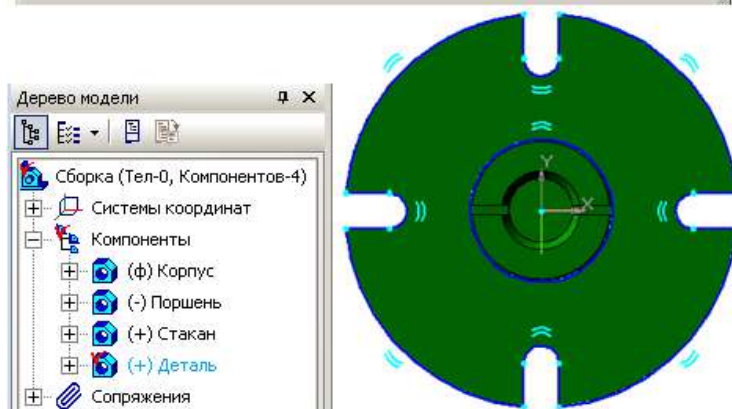 Дерево модели
Сборка (Тел-0, Компонентов-4)
Системы координат
Компоненты
(ф) Корпус
(-) Поршень
(+) Стакан
(+) Деталь
Сопряжения
Y
X